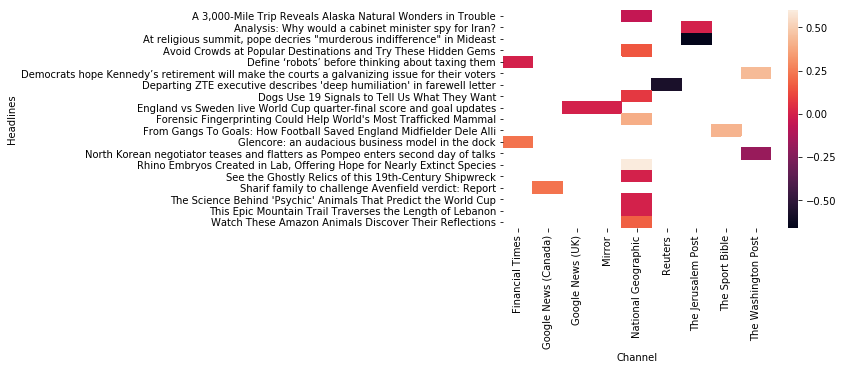 A 3,000-Mile Trip Reveals Alaska Natural Wonders in Trouble
Analysis: Why would a cabinet minister spy for Iran?
At religious summit, pope decries "murderous indifference" in Mideast
Avoid Crowds at Popular Destinations and Try These Hidden Gems
Define ‘robots’ before thinking about taxing them
Democrats hope Kennedy’s retirement will make the courts a galvanizing issue for their voters
Departing ZTE executive describes 'deep humiliation' in farewell letter
Dogs Use 19 Signals to Tell Us What They Want
England vs Sweden live World Cup quarter-final score and goal updates
Forensic Fingerprinting Could Help World's Most Trafficked Mammal
From Gangs To Goals: How Football Saved England Midfielder Dele Alli
Glencore: an audacious business model in the dock
North Korean negotiator teases and flatters as Pompeo enters second day of talks
Rhino Embryos Created in Lab, Offering Hope for Nearly Extinct Species
See the Ghostly Relics of this 19th-Century Shipwreck
Sharif family to challenge Avenfield verdict: Report
The Science Behind 'Psychic' Animals That Predict the World Cup
This Epic Mountain Trail Traverses the Length of Lebanon
Watch These Amazon Animals Discover Their Reflections
Headlines
Financial Times
Google News (Canada)
Google News (UK)
Mirror
National Geographic
Reuters
The Jerusalem Post
The Sport Bible
The Washington Post
Channel
0.50
0.25
0.00
−0.25
−0.50